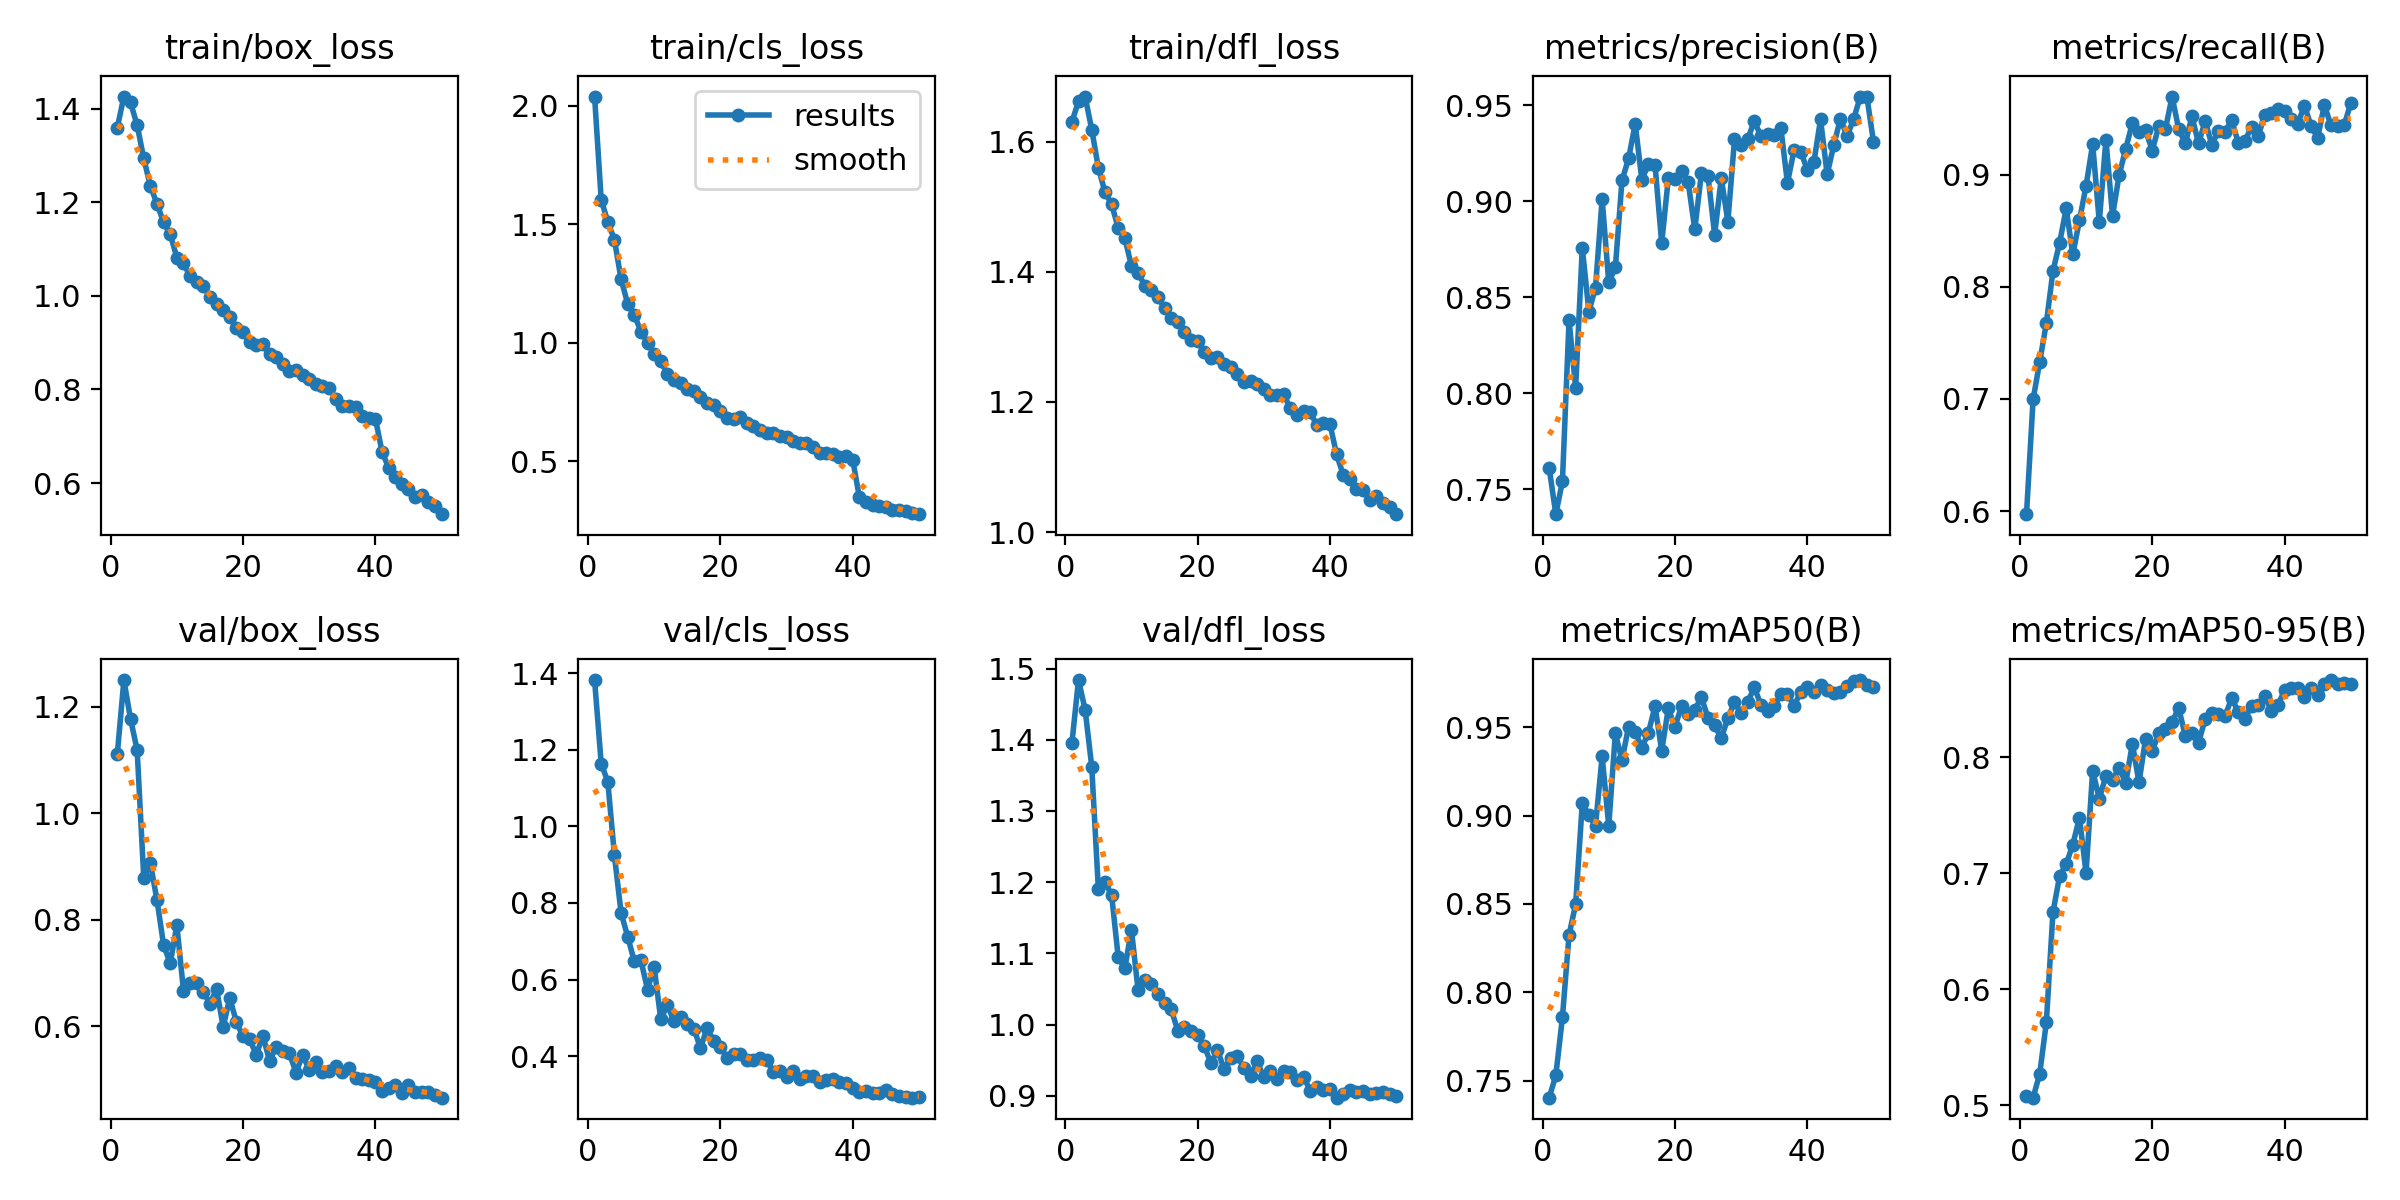 train/box_loss
1.4
1.2
1.0
0.8
0.6
0 20 40
train/cls_loss
results
smooth
2.0
1.5
1.0
0.5
0 20 40
train/dfl_loss
1.6
1.4
1.2
1.0
0 20 40
metrics/precision(B)
0.95
0.90
0.85
0.80
0.75
0 20 40
metrics/recall(B)
0.9
0.8
0.7
0.6
0 20 40
val/box_loss
1.2
1.0
0.8
0.6
0 20 40
val/cls_loss
1.4
1.2
1.0
0.8
0.6
0.4
0 20 40
val/dfl_loss
1.5
1.4
1.3
1.2
1.1
1.0
0.9
0 20 40
metrics/mAP50(B)
0.95
0.90
0.85
0.80
0.75
0 20 40
metrics/mAP50-95(B)
0.8
0.7
0.6
0.5
0 20 40